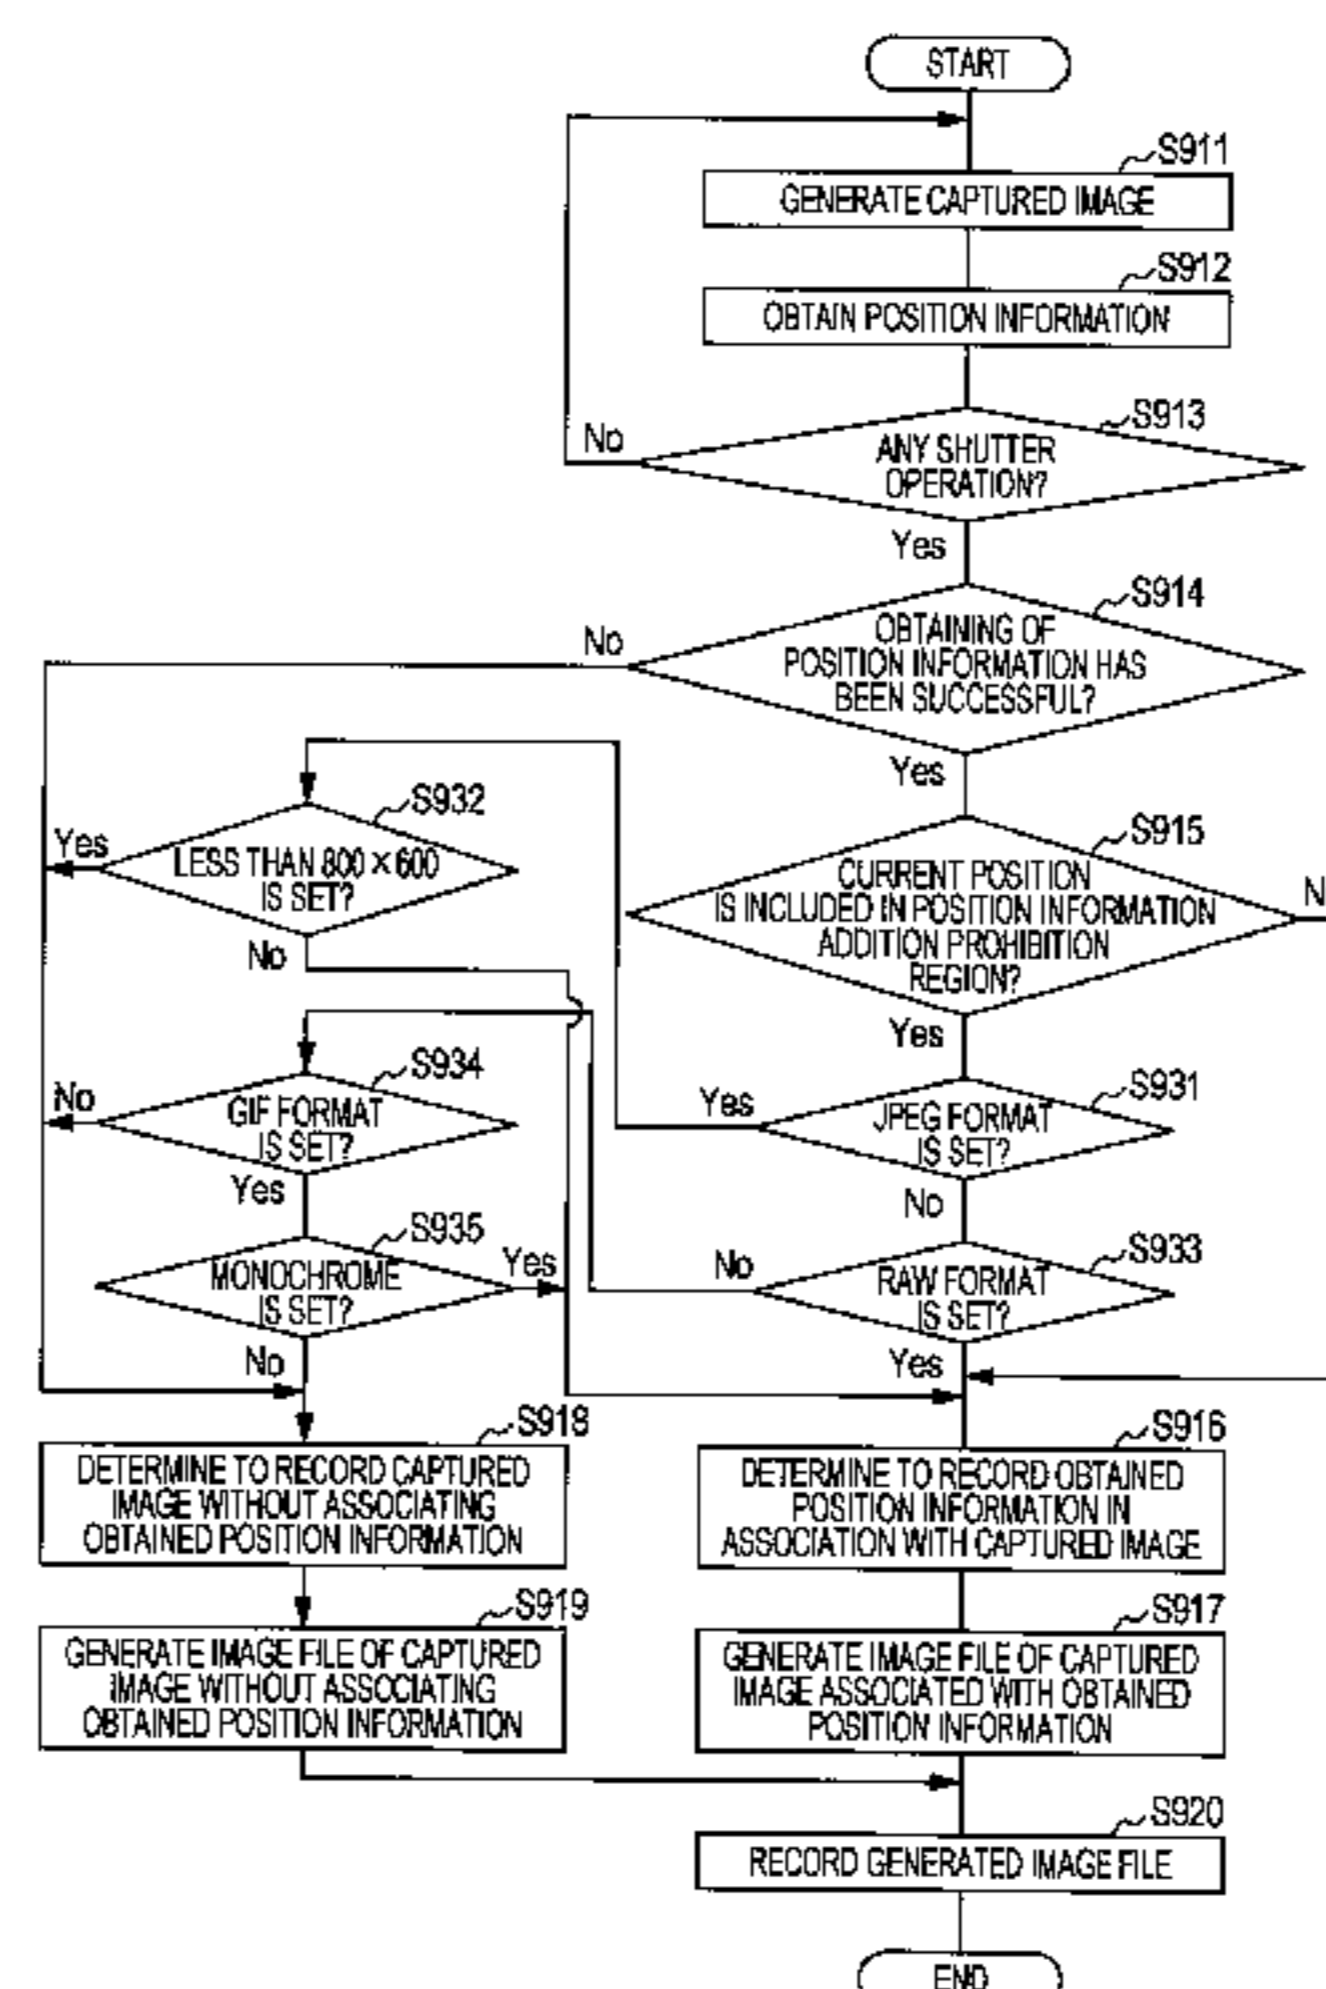 START
S911
GENERATE CAPTURED IMAGE
S912
OBTAIN POSITION INFORMATION
S913
No
ANY SHUTTER
OPERATION?
Yes
S914
No
OBTAINING OF
POSITION INFORMATION HAS
BEEN SUCCESSFUL?
Yes
S932
Yes
LESS THAN 800 × 600
IS SET?
No
S915
CURRENT POSITION
IS INCLUDED IN POSITION INFORMATION
ADDITION PROHIBITION
REGION?
N
Yes
S934
No
GIF FORMAT
IS SET?
Yes
S931
Yes
JPEG FORMAT
IS SET?
No
S935
MONOCHROME
IS SET?
Yes
No
S933
No
RAW FORMAT
IS SET?
Yes
S918
DETERMINE TO RECORD CAPTURED
IMAGE WITHOUT ASSOCIATING
OBTAINED POSITION INFORMATION
S916
DETERMINE TO RECORD OBTAINED
POSITION INFORMATION IN
ASSOCIATION WITH CAPTURED IMAGE
S919
GENERATE IMAGE FILE OF CAPTURED
IMAGE WITHOUT ASSOCIATING
OBTAINED POSITION INFORMATION
S917
GENERATE IMAGE FILE OF CAPTURED
IMAGE ASSOCIATED WITH OBTAINED
POSITION INFORMATION
S920
RECORD GENERATED IMAGE FILE
END